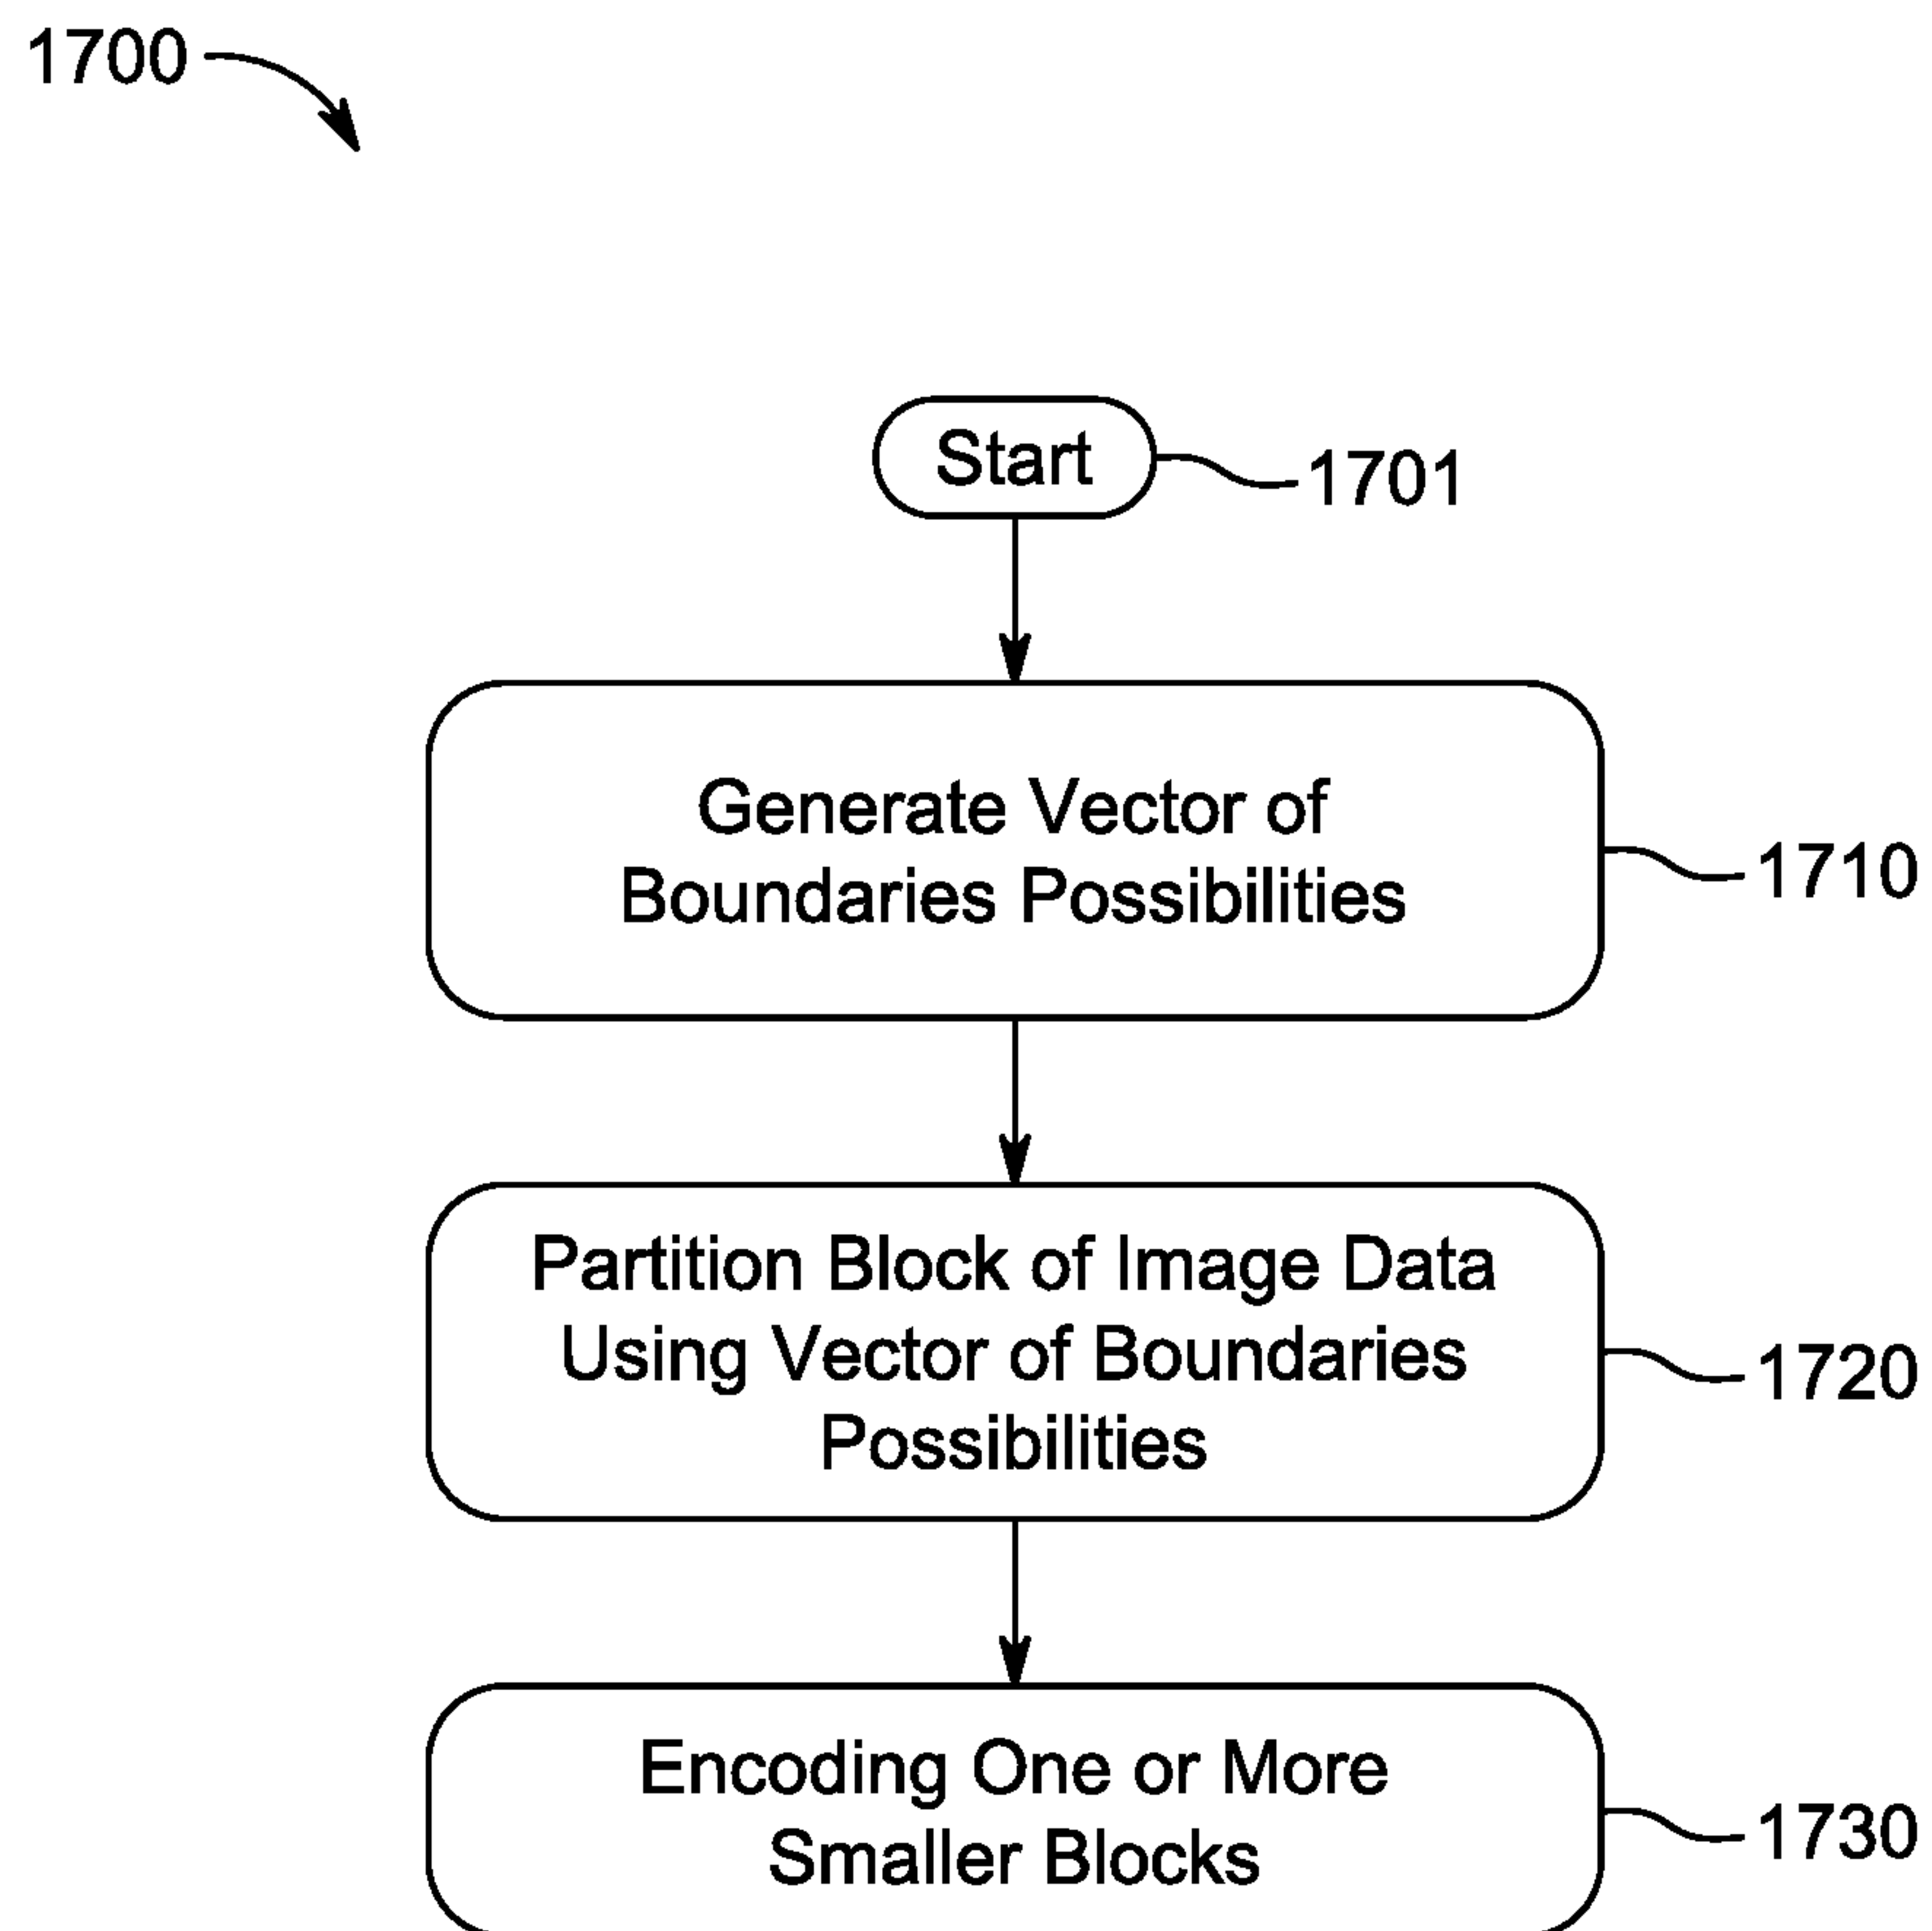 1700
Start
1701
Generate Vector of
Boundaries Possibilities
1710
Partition Block of Image Data
Using Vector of Boundaries
Possibilities
1720
Encoding One or More
Smaller Blocks
1730